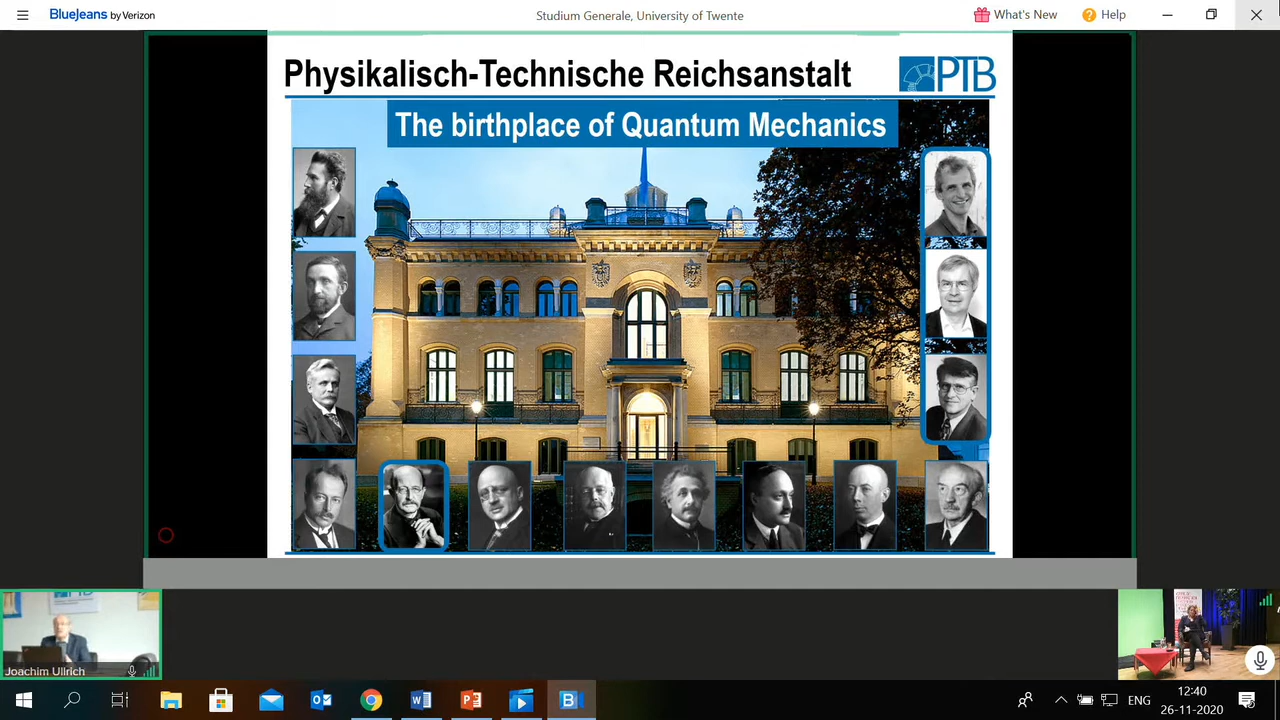 BlueJeans by Verizon
Studium Generale, University of Twente
What's New
Help
Physikalisch-Technische Reichsanstalt
PTB
The birthplace of Quantum Mechanics
Joachim Ullrich
ENG
12:40
26-11-2020